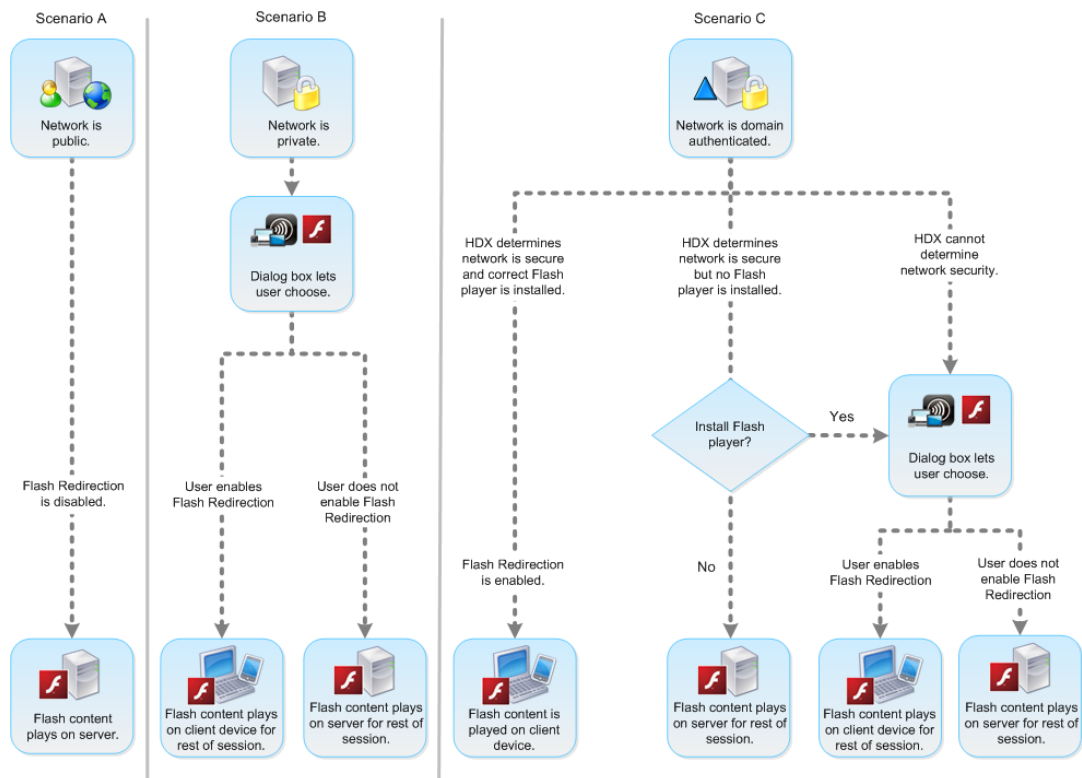 Scenario A
Network is
public.
Flash Redirection
is disabled.
Flash content
plays on server.
Scenario B
Network is
private.
Dialog box lets
user choose.
User enables
Flash Redirection
User does not
enable Flash
Redirection
Flash content plays
on client device for
rest of session.
Flash content plays
on server for rest of
session.
Scenario C
Network is domain
authenticated.
HDX determines
network is secure
and correct Flash
player is installed.
HDX determines
network is secure
but no Flash
player is installed.
HDX cannot
determine
network security.
Install Flash
player?
Yes
Dialog box lets
user choose.
Flash Redirection
is enabled.
No
User enables
Flash Redirection
User does not
enable Flash
Redirection
Flash content is
played on client
device.
Flash content plays
on server for rest of
session.
Flash content plays
on client device for
rest of session.
Flash content plays
on server for rest of
session.